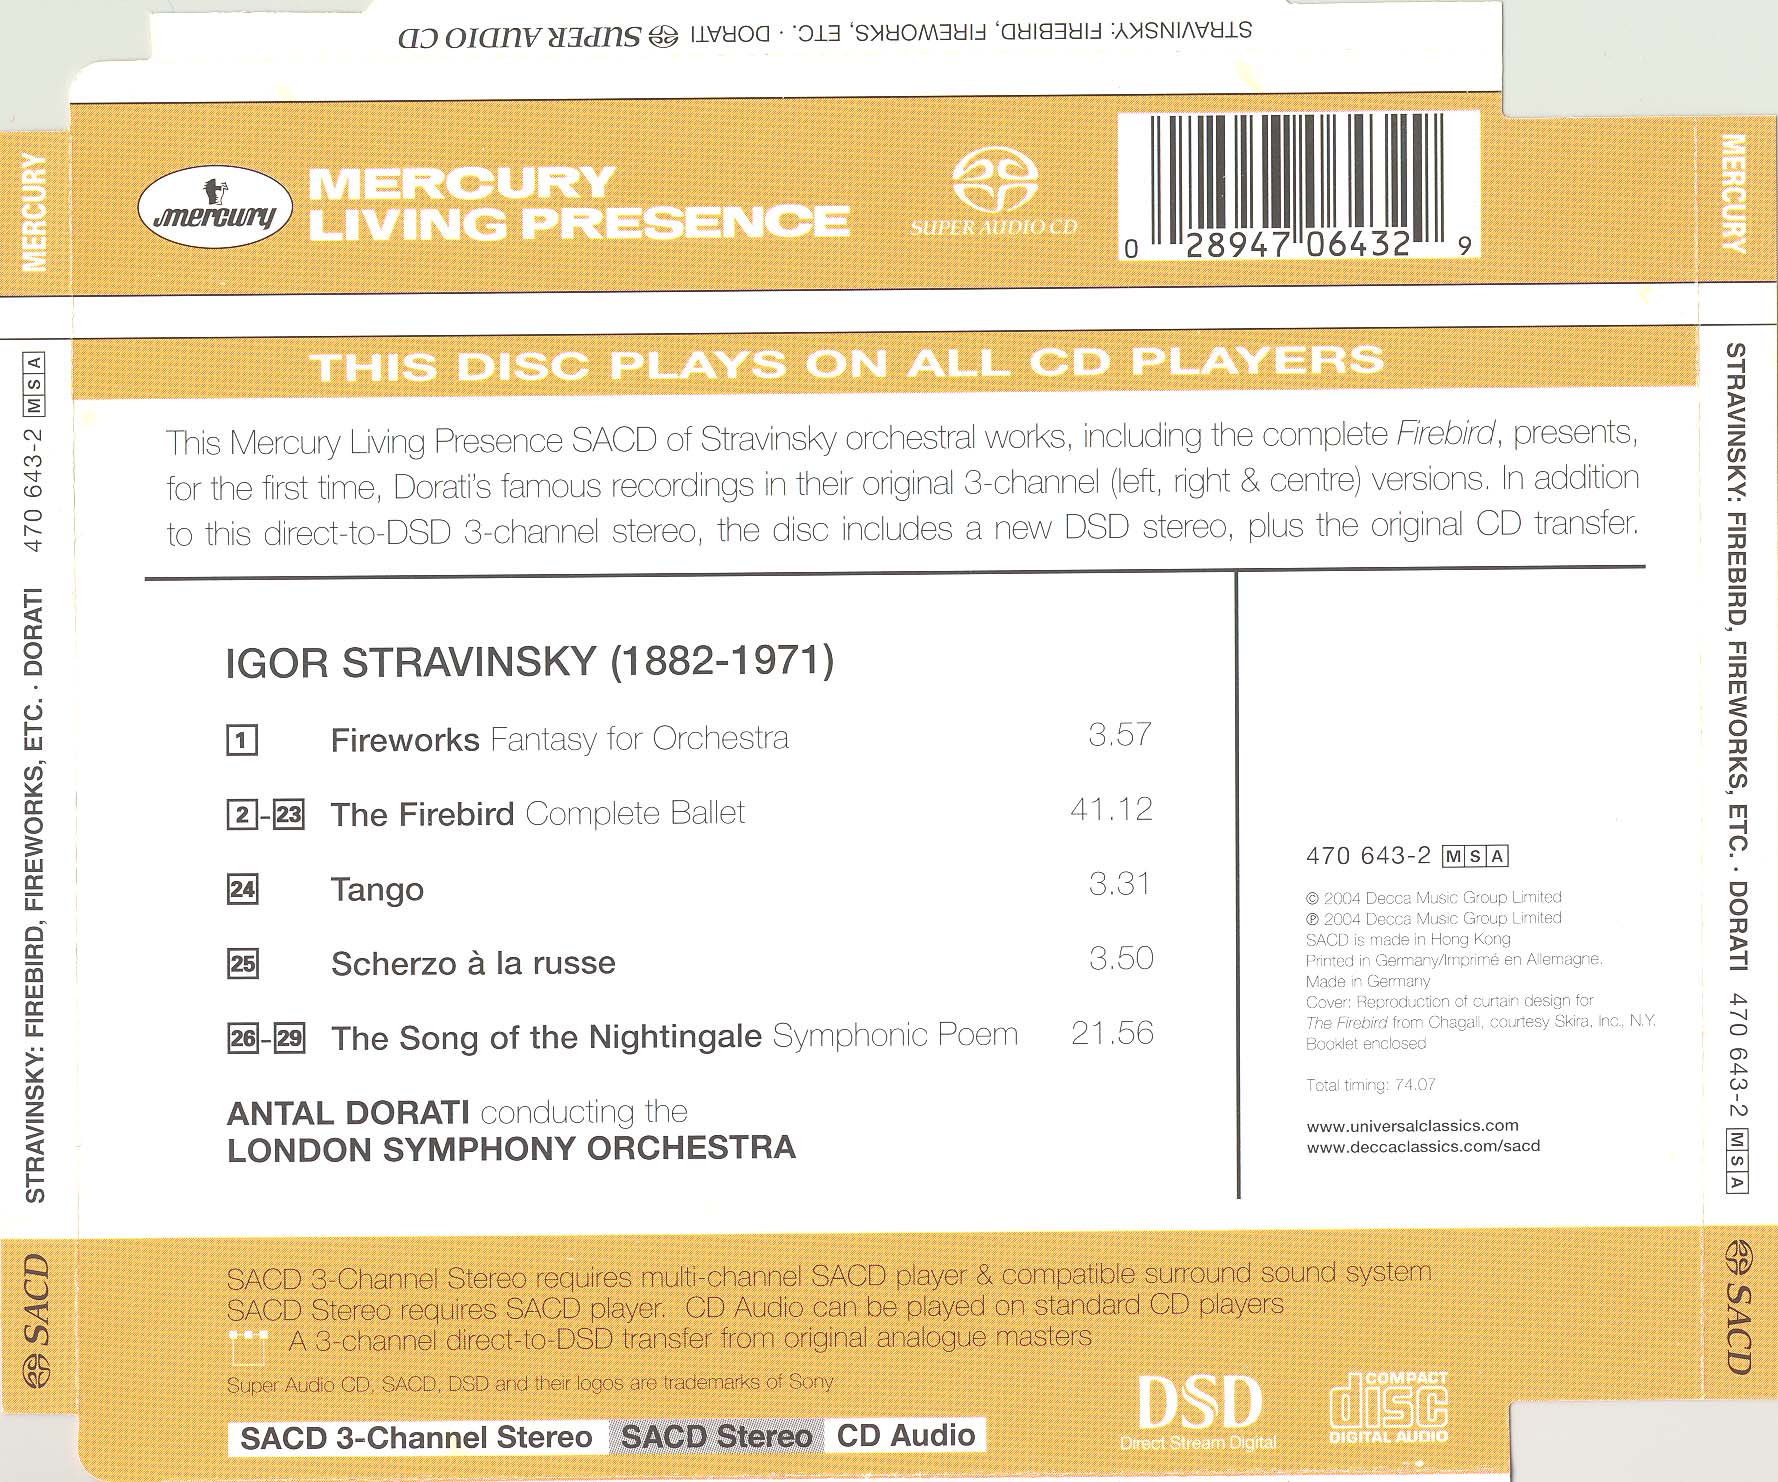 STRAVINSKY: FIREBIRD, FIREWORKS, ETC. · DORATI SUPER AUDIO CD
MERCURY
mercury
MERCURY
LIVING PRESENCE
SUPER AUDIO CD
0 28947 06432 9
MERCURY
THIS DISC PLAYS ON ALL CD PLAYERS
This Mercury Living Presence SACD of Stravinsky orchestral works, including the complete Firebird, presents,
for the first time, Dorati's famous recordings in their original 3-channel (left, right & centre) versions. In addition
to this direct-to-DSD 3-channel stereo, the disc includes a new DSD stereo, plus the original CD transfer.
IGOR STRAVINSKY (1882-1971)
1 Fireworks Fantasy for Orchestra 3.57
2-23 The Firebird Complete Ballet 41.12
24 Tango 3.31
25 Scherzo à la russe 3.50
26-29 The Song of the Nightingale Symphonic Poem 21.56
ANTAL DORATI conducting the
LONDON SYMPHONY ORCHESTRA
470 643-2 MSA
© 2004 Decca Music Group Limited
℗ 2004 Decca Music Group Limited
SACD is made in Hong Kong
Printed in Germany/Imprimé en Allemagne.
Made in Germany
Cover: Reproduction of curtain design for
The Firebird from Chagall, courtesy Skira, Inc., N.Y.
Booklet enclosed
Total timing: 74.07
www.universalclassics.com
www.deccaclassics.com/sacd
SACD 3-Channel Stereo requires multi-channel SACD player & compatible surround sound system
SACD Stereo requires SACD player. CD Audio can be played on standard CD players
A 3-channel direct-to-DSD transfer from original analogue masters
Super Audio CD, SACD, DSD and their logos are trademarks of Sony
SACD 3-Channel Stereo SACD Stereo CD Audio
DSD
Direct Stream Digital
COMPACT
disc
DIGITAL AUDIO
SACD STRAVINSKY: FIREBIRD, FIREWORKS, ETC. · DORATI 470 643-2 MSA
STRAVINSKY: FIREBIRD, FIREWORKS, ETC. · DORATI 470 643-2 MSA SACD